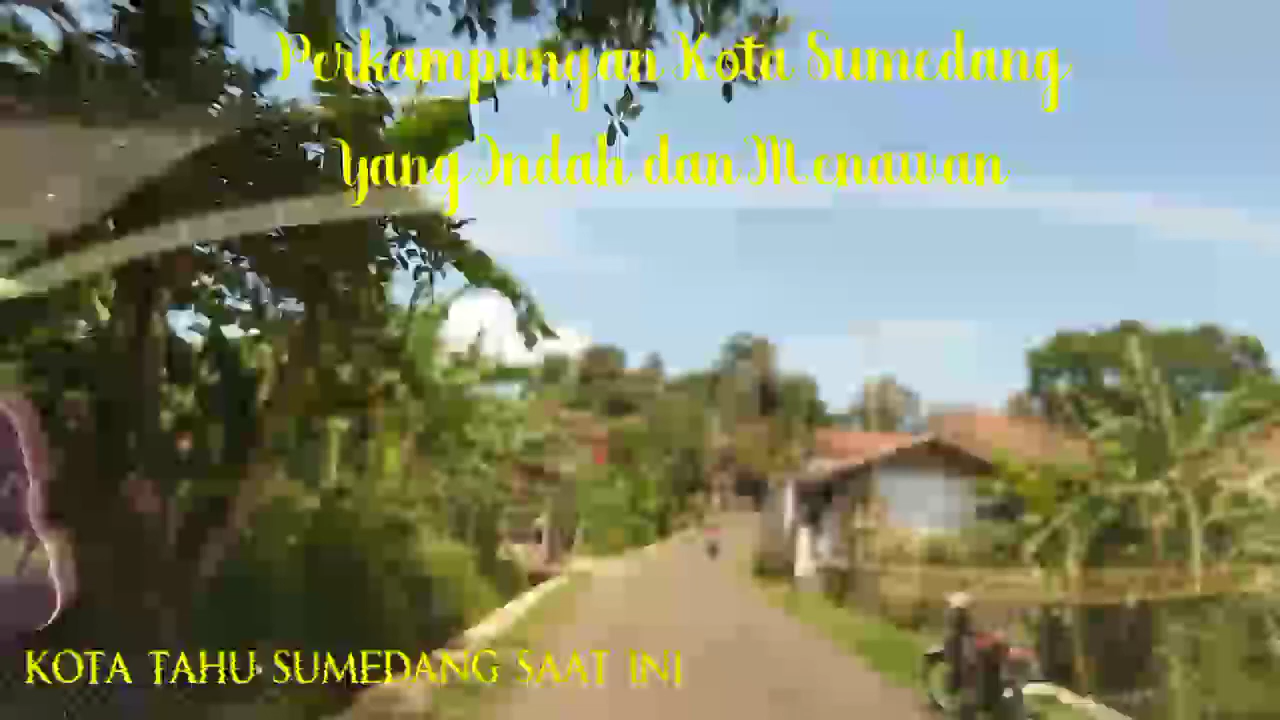 Perkampungan Kota Sumedang
Yang Indah dan Menawan
KOTA TAHU SUMEDANG SAAT INI